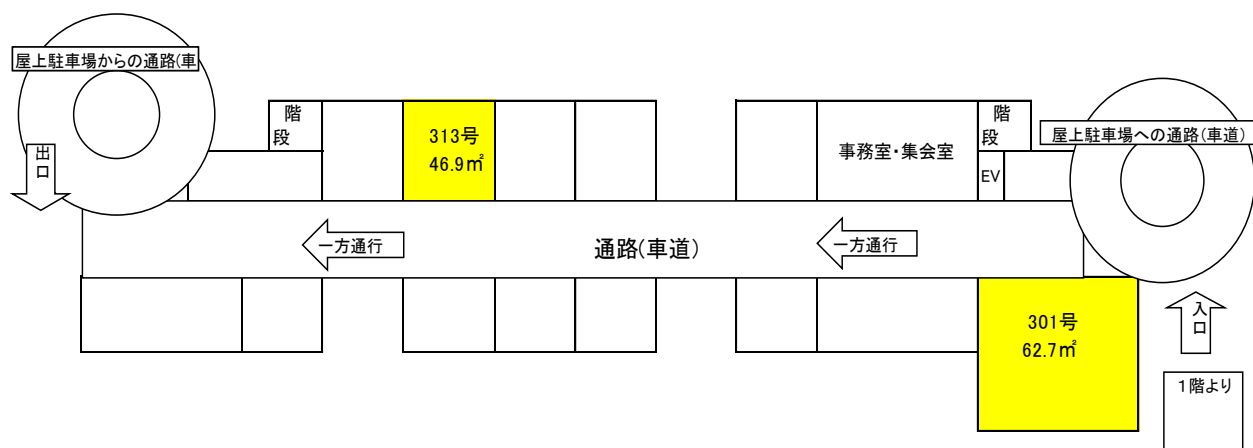 屋上駐車場からの通路(車
出口
階段
313号
46.9㎡
事務室・集会室
階段
EV
屋上駐車場への通路(車道)
一方通行
通路(車道)
一方通行
301号
62.7㎡
入口
1階より